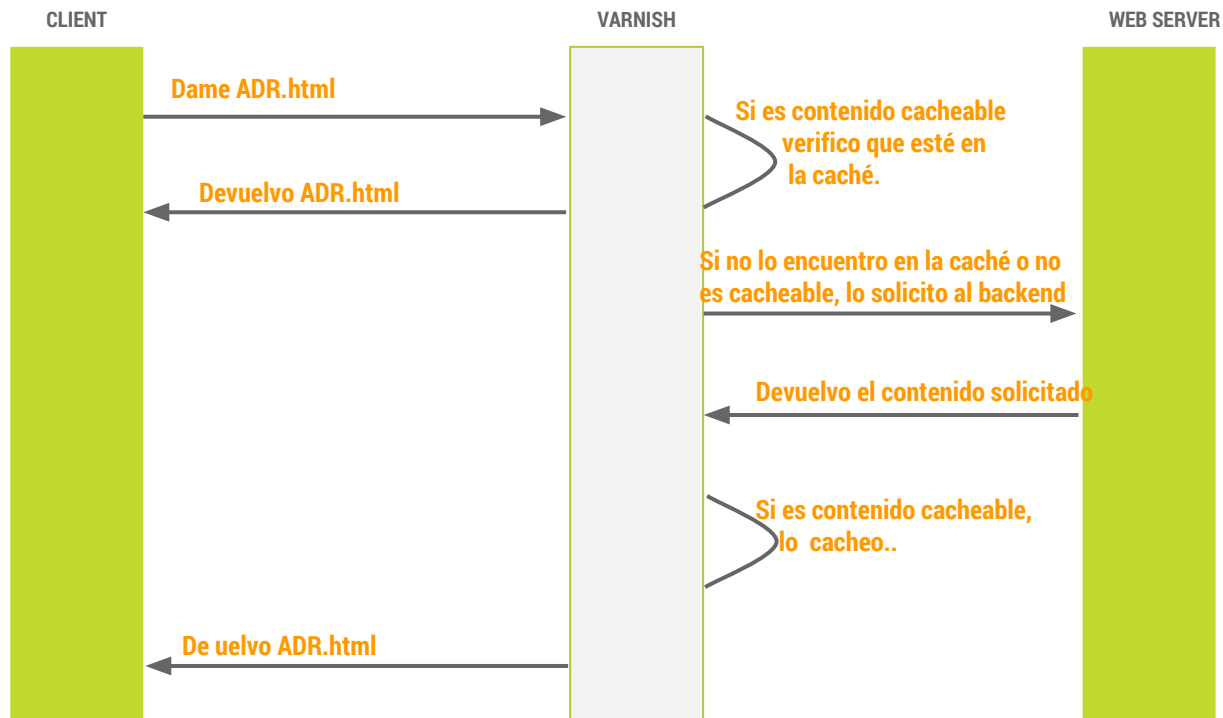 CLIENT
VARNISH
WEB SERVER
Dame ADR.html
Si es contenido cacheable
verifico que esté en
la caché.
Devuelvo ADR.html
Si no lo encuentro en la caché o no
es cacheable, lo solicito al backend
Devuelvo el contenido solicitado
Si es contenido cacheable,
lo cacheo..
De uelvo ADR.html